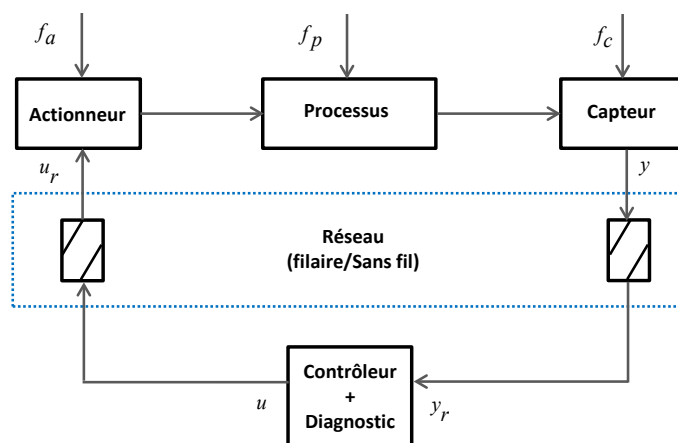 f_a
f_p
f_c
Actionneur
Processus
Capteur
u_r
y
Réseau
(filaire/Sans fil)
Contrôleur
+
Diagnostic
u
y_r